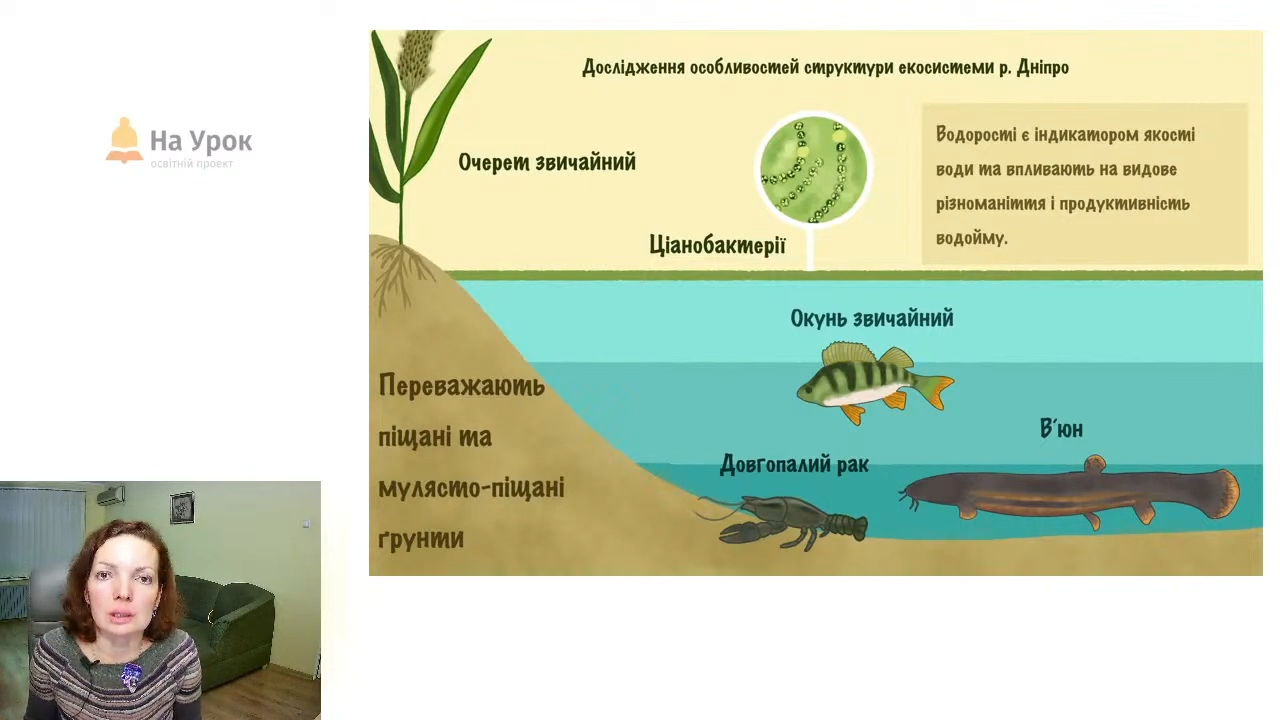 На Урок
освітній проект
Дослідження особливостей структури екосистеми р. Дніпро
Очерет звичайний
Ціанобактерії
Водорості є індикатором якості
води та впливають на видове
різноманіття і продуктивність
водойму.
Окунь звичайний
Переважають
піщані та
мулясто-піщані
ґрунти
В´юн
Довгопалий рак